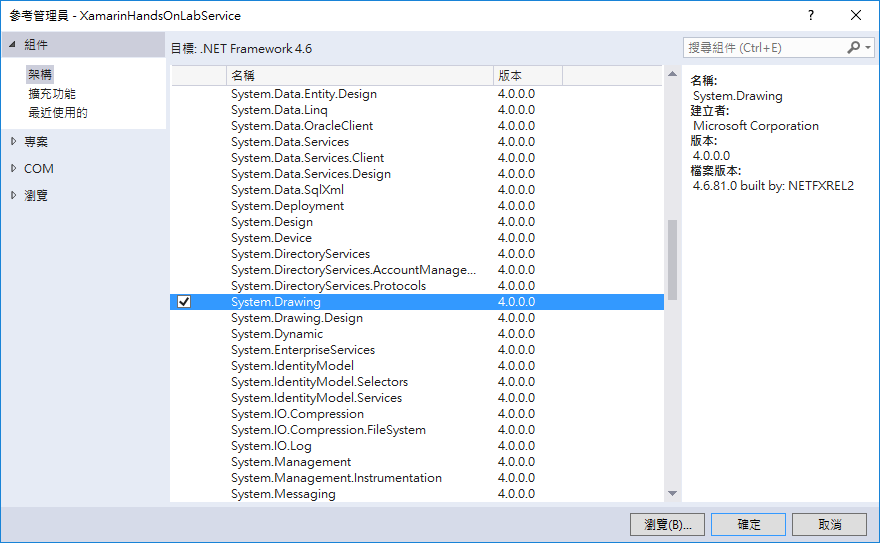 參考管理員 - XamarinHandsOnLabService
?
組件
架構
擴充功能
最近使用的
專案
COM
瀏覽
目標: .NET Framework 4.6
搜尋組件 (Ctrl+E)
名稱 版本
System.Data.Entity.Design 4.0.0.0
System.Data.Linq 4.0.0.0
System.Data.OracleClient 4.0.0.0
System.Data.Services 4.0.0.0
System.Data.Services.Client 4.0.0.0
System.Data.Services.Design 4.0.0.0
System.Data.SqlXml 4.0.0.0
System.Deployment 4.0.0.0
System.Design 4.0.0.0
System.Device 4.0.0.0
System.DirectoryServices 4.0.0.0
System.DirectoryServices.AccountManage... 4.0.0.0
System.DirectoryServices.Protocols 4.0.0.0
System.Drawing 4.0.0.0
System.Drawing.Design 4.0.0.0
System.Dynamic 4.0.0.0
System.EnterpriseServices 4.0.0.0
System.IdentityModel 4.0.0.0
System.IdentityModel.Selectors 4.0.0.0
System.IdentityModel.Services 4.0.0.0
System.IO.Compression 4.0.0.0
System.IO.Compression.FileSystem 4.0.0.0
System.IO.Log 4.0.0.0
System.Management 4.0.0.0
System.Management.Instrumentation 4.0.0.0
System.Messaging 4.0.0.0
名稱:
System.Drawing
建立者:
Microsoft Corporation
版本:
4.0.0.0
檔案版本:
4.6.81.0 built by: NETFXREL2
瀏覽(B)...
確定
取消